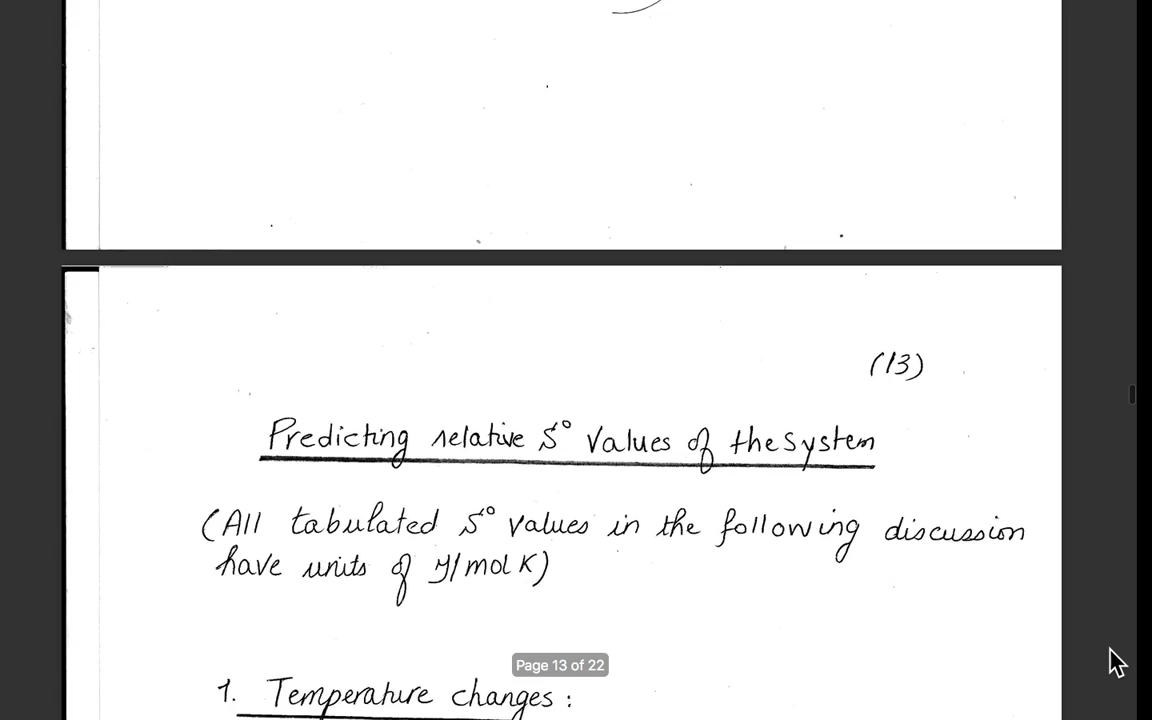 (13)
Predicting relative S° Values of the System
(All tabulated S° values in the following discussion
have units of J/mol K)
Page 13 of 22
1. Temperature changes :